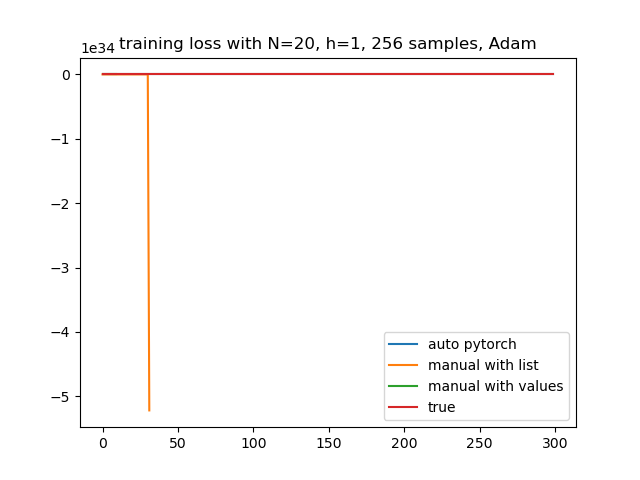 1e34
training loss with N=20, h=1, 256 samples, Adam
0
−1
−2
−3
−4
−5
auto pytorch
manual with list
manual with values
true
0 50 100 150 200 250 300